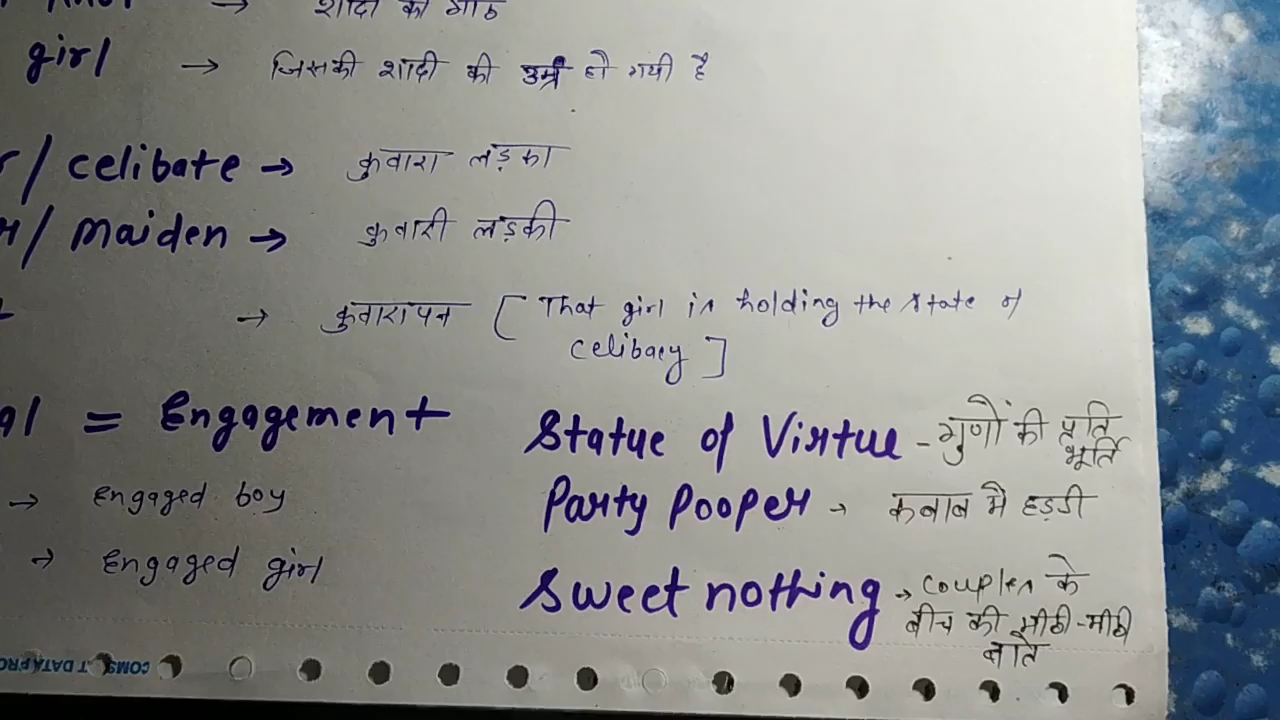 → शादी की गाँठ
girl → जिसकी शादी की उम्र हो गयी है
/ celibate → कुवारा लड़का
/ maiden → कुवारी लड़की
→ कुवारापन [That girl is holding the state of
celibacy]
al = Engagement
→ Engaged boy
→ Engaged girl
Statue of Virtue - गुणों की प्रति
मूर्ति
Party Pooper → कबाब मे हड्डी
Sweet nothing → couples के
बीच की मीठी-मीठी
बाते